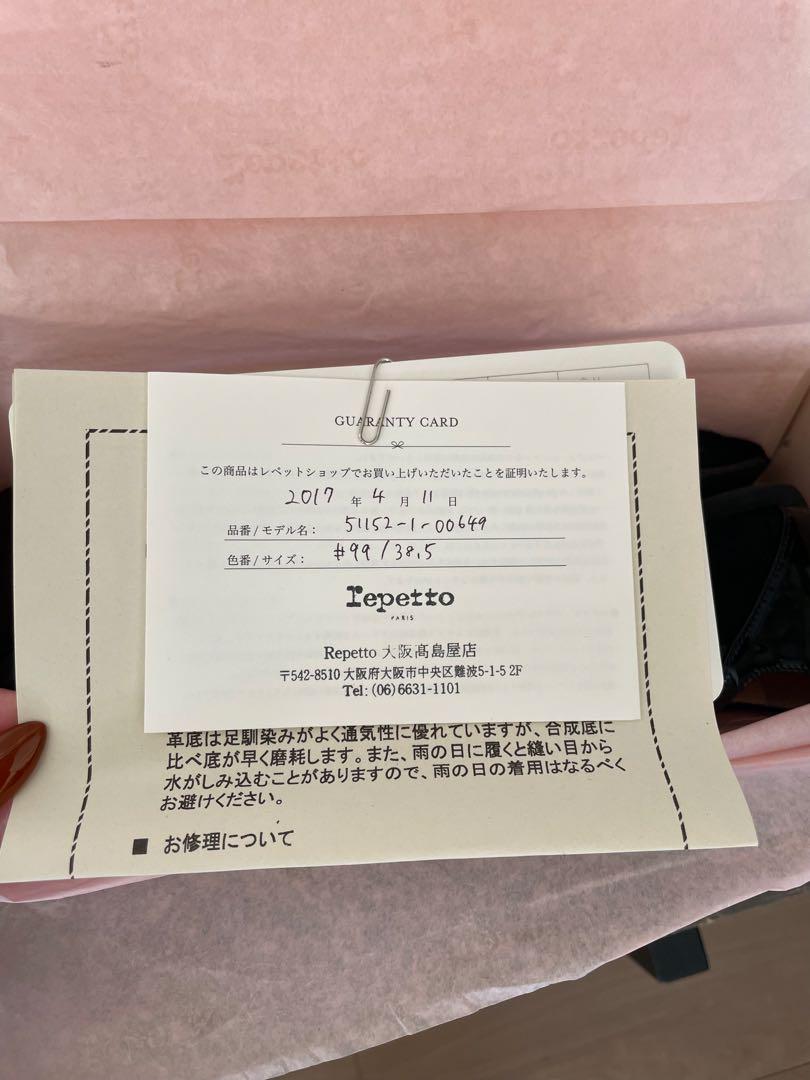 GUARANTY CARD
この商品はレペットショップでお買い上げいただいたことを証明いたします。
2017 年 4 月 11 日
品番 / モデル名： 51152-1-00649
色番 / サイズ： #99 / 38.5
repetto
PARIS
Repetto 大阪髙島屋店
〒542-8510 大阪府大阪市中央区難波5-1-5 2F
Tel: (06)6631-1101
革底は足馴染みがよく通気性に優れていますが、合成底に
比べ底が早く磨耗します。また、雨の日に履くと縫い目から
水がしみ込むことがありますので、雨の日の着用はなるべく
お避けください。
■ お修理について